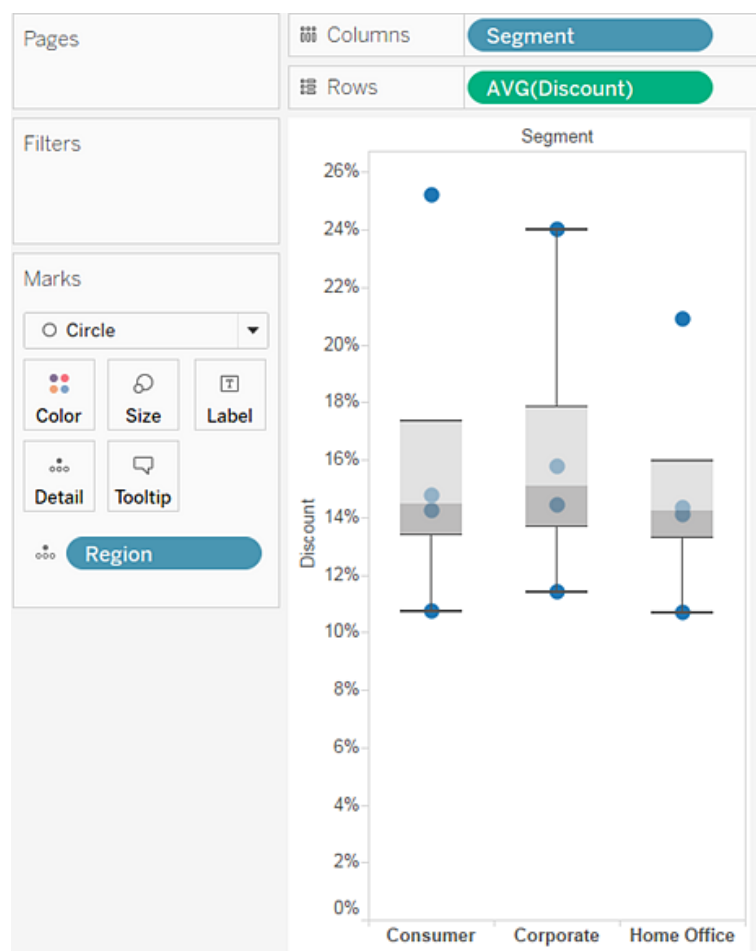 Pages
Columns
Segment
Rows
AVG(Discount)
Filters
Marks
Circle
Color
Size
Label
Detail
Tooltip
Region
Segment
Discount
26%
24%
22%
20%
18%
16%
14%
12%
10%
8%
6%
4%
2%
0%
Consumer
Corporate
Home Office